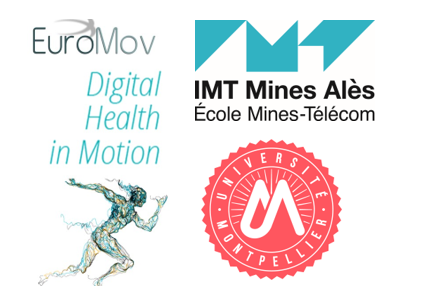 EuroMov
Digital
Health
in Motion
IMT Mines Alès
École Mines-Télécom
UNIVERSITÉ
MONTPELLIER